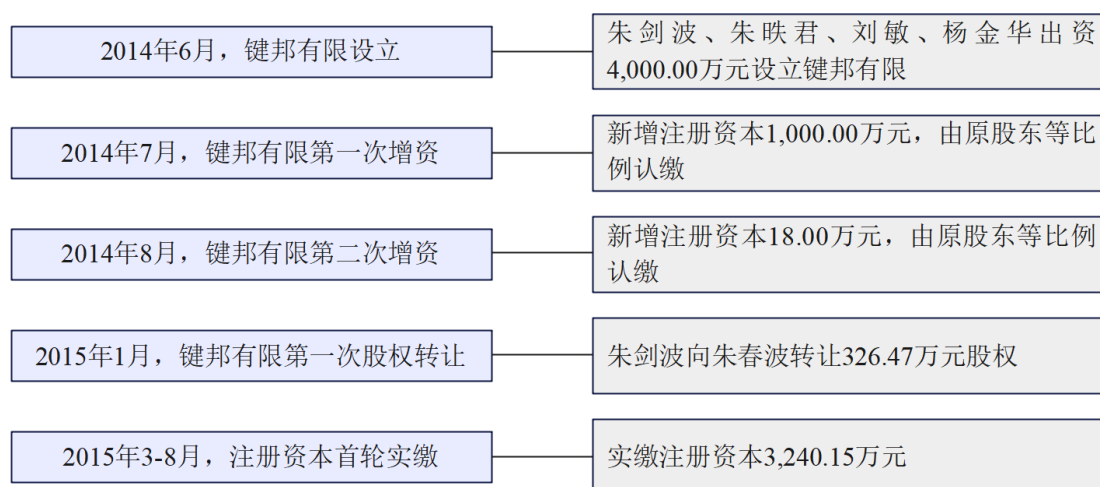 2014年6月，键邦有限设立
朱剑波、朱昳君、刘敏、杨金华出资
4,000.00万元设立键邦有限
2014年7月，键邦有限第一次增资
新增注册资本1,000.00万元，由原股东等比
例认缴
2014年8月，键邦有限第二次增资
新增注册资本18.00万元，由原股东等比例
认缴
2015年1月，键邦有限第一次股权转让
朱剑波向朱春波转让326.47万元股权
2015年3-8月，注册资本首轮实缴
实缴注册资本3,240.15万元